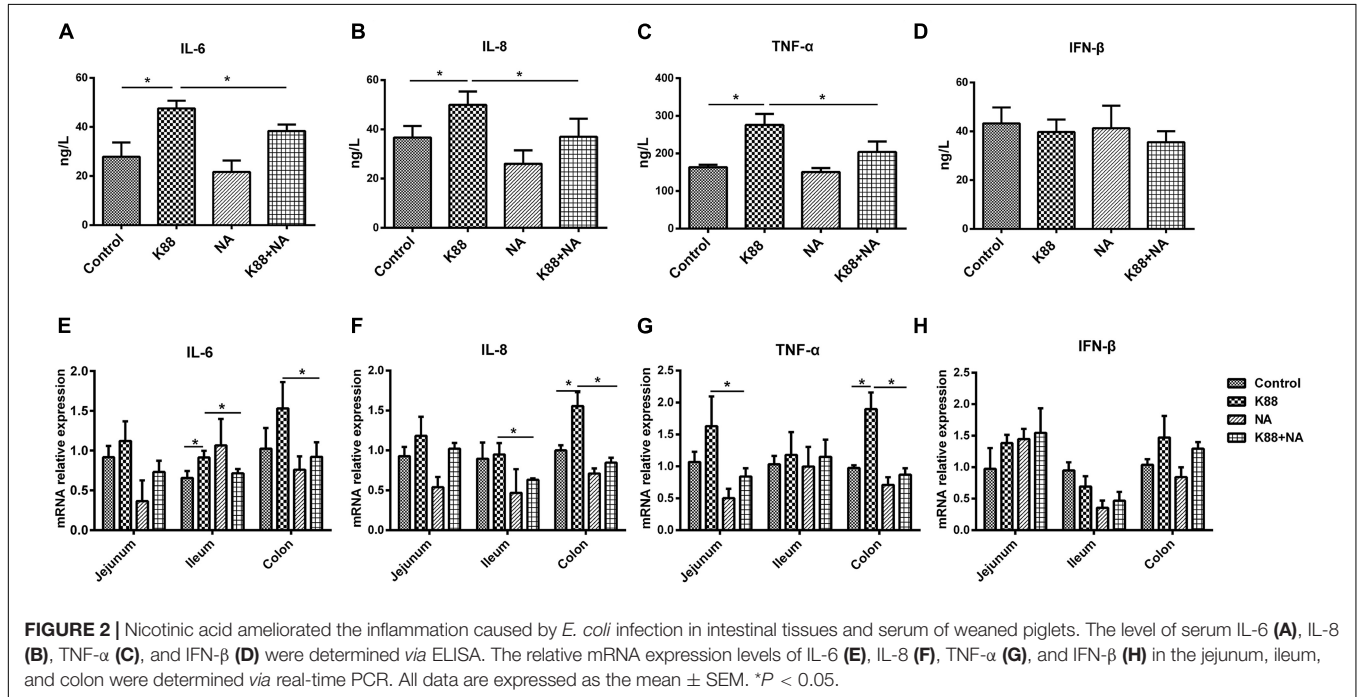 A
IL-6
*
*
ng/L
60
40
20
0
Control
K88
NA
K88+NA
B
IL-8
*
*
ng/L
60
40
20
0
Control
K88
NA
K88+NA
C
TNF-α
*
*
ng/L
400
300
200
100
0
Control
K88
NA
K88+NA
D
IFN-β
ng/L
60
40
20
0
Control
K88
NA
K88+NA
E
IL-6
*
*
*
mRNA relative expression
2.0
1.5
1.0
0.5
0.0
Jejunum
Ileum
Colon
F
IL-8
*
*
*
mRNA relative expression
2.0
1.5
1.0
0.5
0.0
Jejunum
Ileum
Colon
G
TNF-α
*
*
*
mRNA relative expression
2.5
2.0
1.5
1.0
0.5
0.0
Jejunum
Ileum
Colon
H
IFN-β
mRNA relative expression
2.5
2.0
1.5
1.0
0.5
0.0
Jejunum
Ileum
Colon
Control
K88
NA
K88+NA
FIGURE 2 | Nicotinic acid ameliorated the inflammation caused by E. coli infection in intestinal tissues and serum of weaned piglets. The level of serum IL-6 (A), IL-8
(B), TNF-α (C), and IFN-β (D) were determined via ELISA. The relative mRNA expression levels of IL-6 (E), IL-8 (F), TNF-α (G), and IFN-β (H) in the jejunum, ileum,
and colon were determined via real-time PCR. All data are expressed as the mean ± SEM. *P < 0.05.